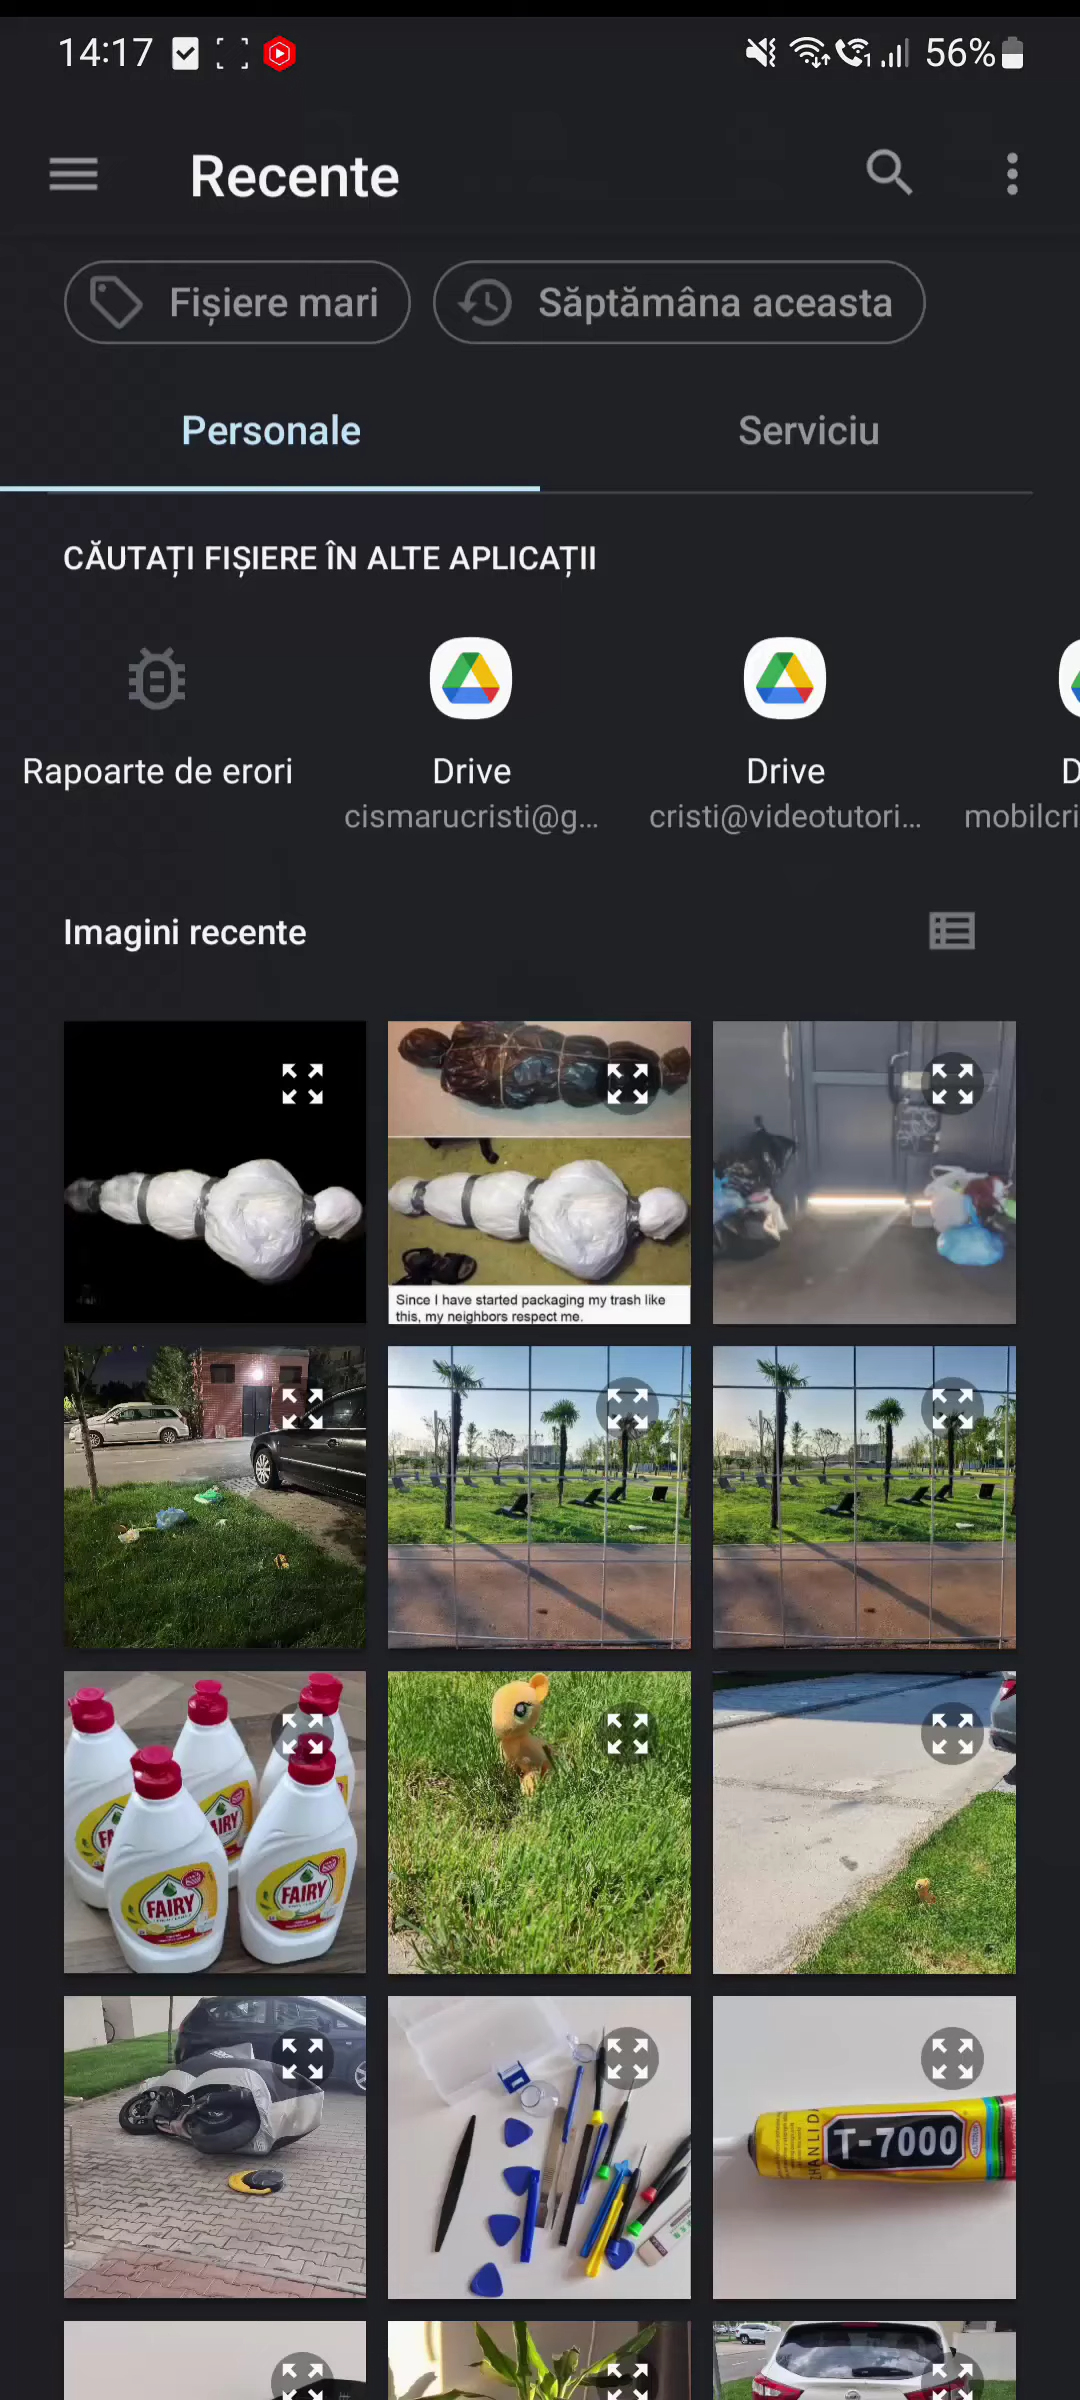 14:17
56%
Recente
Fișiere mari
Săptămâna aceasta
Personale
Serviciu
CĂUTAȚI FIȘIERE ÎN ALTE APLICAȚII
Rapoarte de erori
Drive
Drive
D
cismarucristi@g...
cristi@videotutori...
mobilcri
Imagini recente
Since I have started packaging my trash like
this, my neighbors respect me.
FAIRY
FAIRY
ZHANLIDA
T-7000